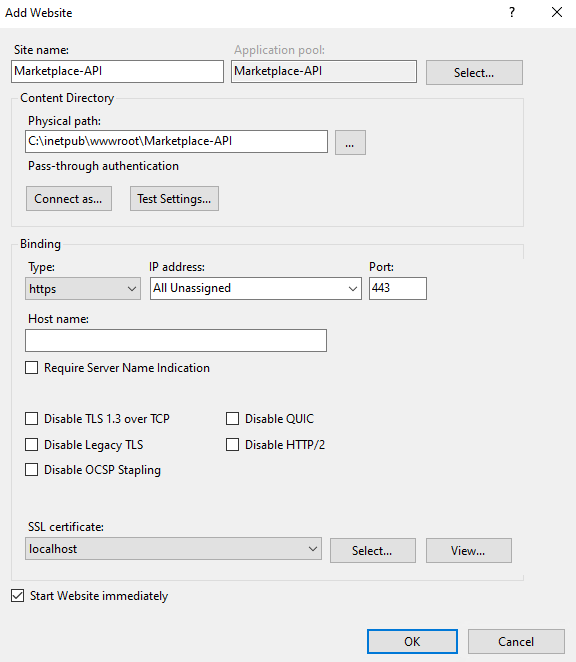 Add Website
?
Site name:
Application pool:
Marketplace-API
Marketplace-API
Select...
Content Directory
Physical path:
C:\inetpub\wwwroot\Marketplace-API
...
Pass-through authentication
Connect as...
Test Settings...
Binding
Type:
IP address:
Port:
https
All Unassigned
443
Host name:
Require Server Name Indication
Disable TLS 1.3 over TCP
Disable QUIC
Disable Legacy TLS
Disable HTTP/2
Disable OCSP Stapling
SSL certificate:
localhost
Select...
View...
Start Website immediately
OK
Cancel